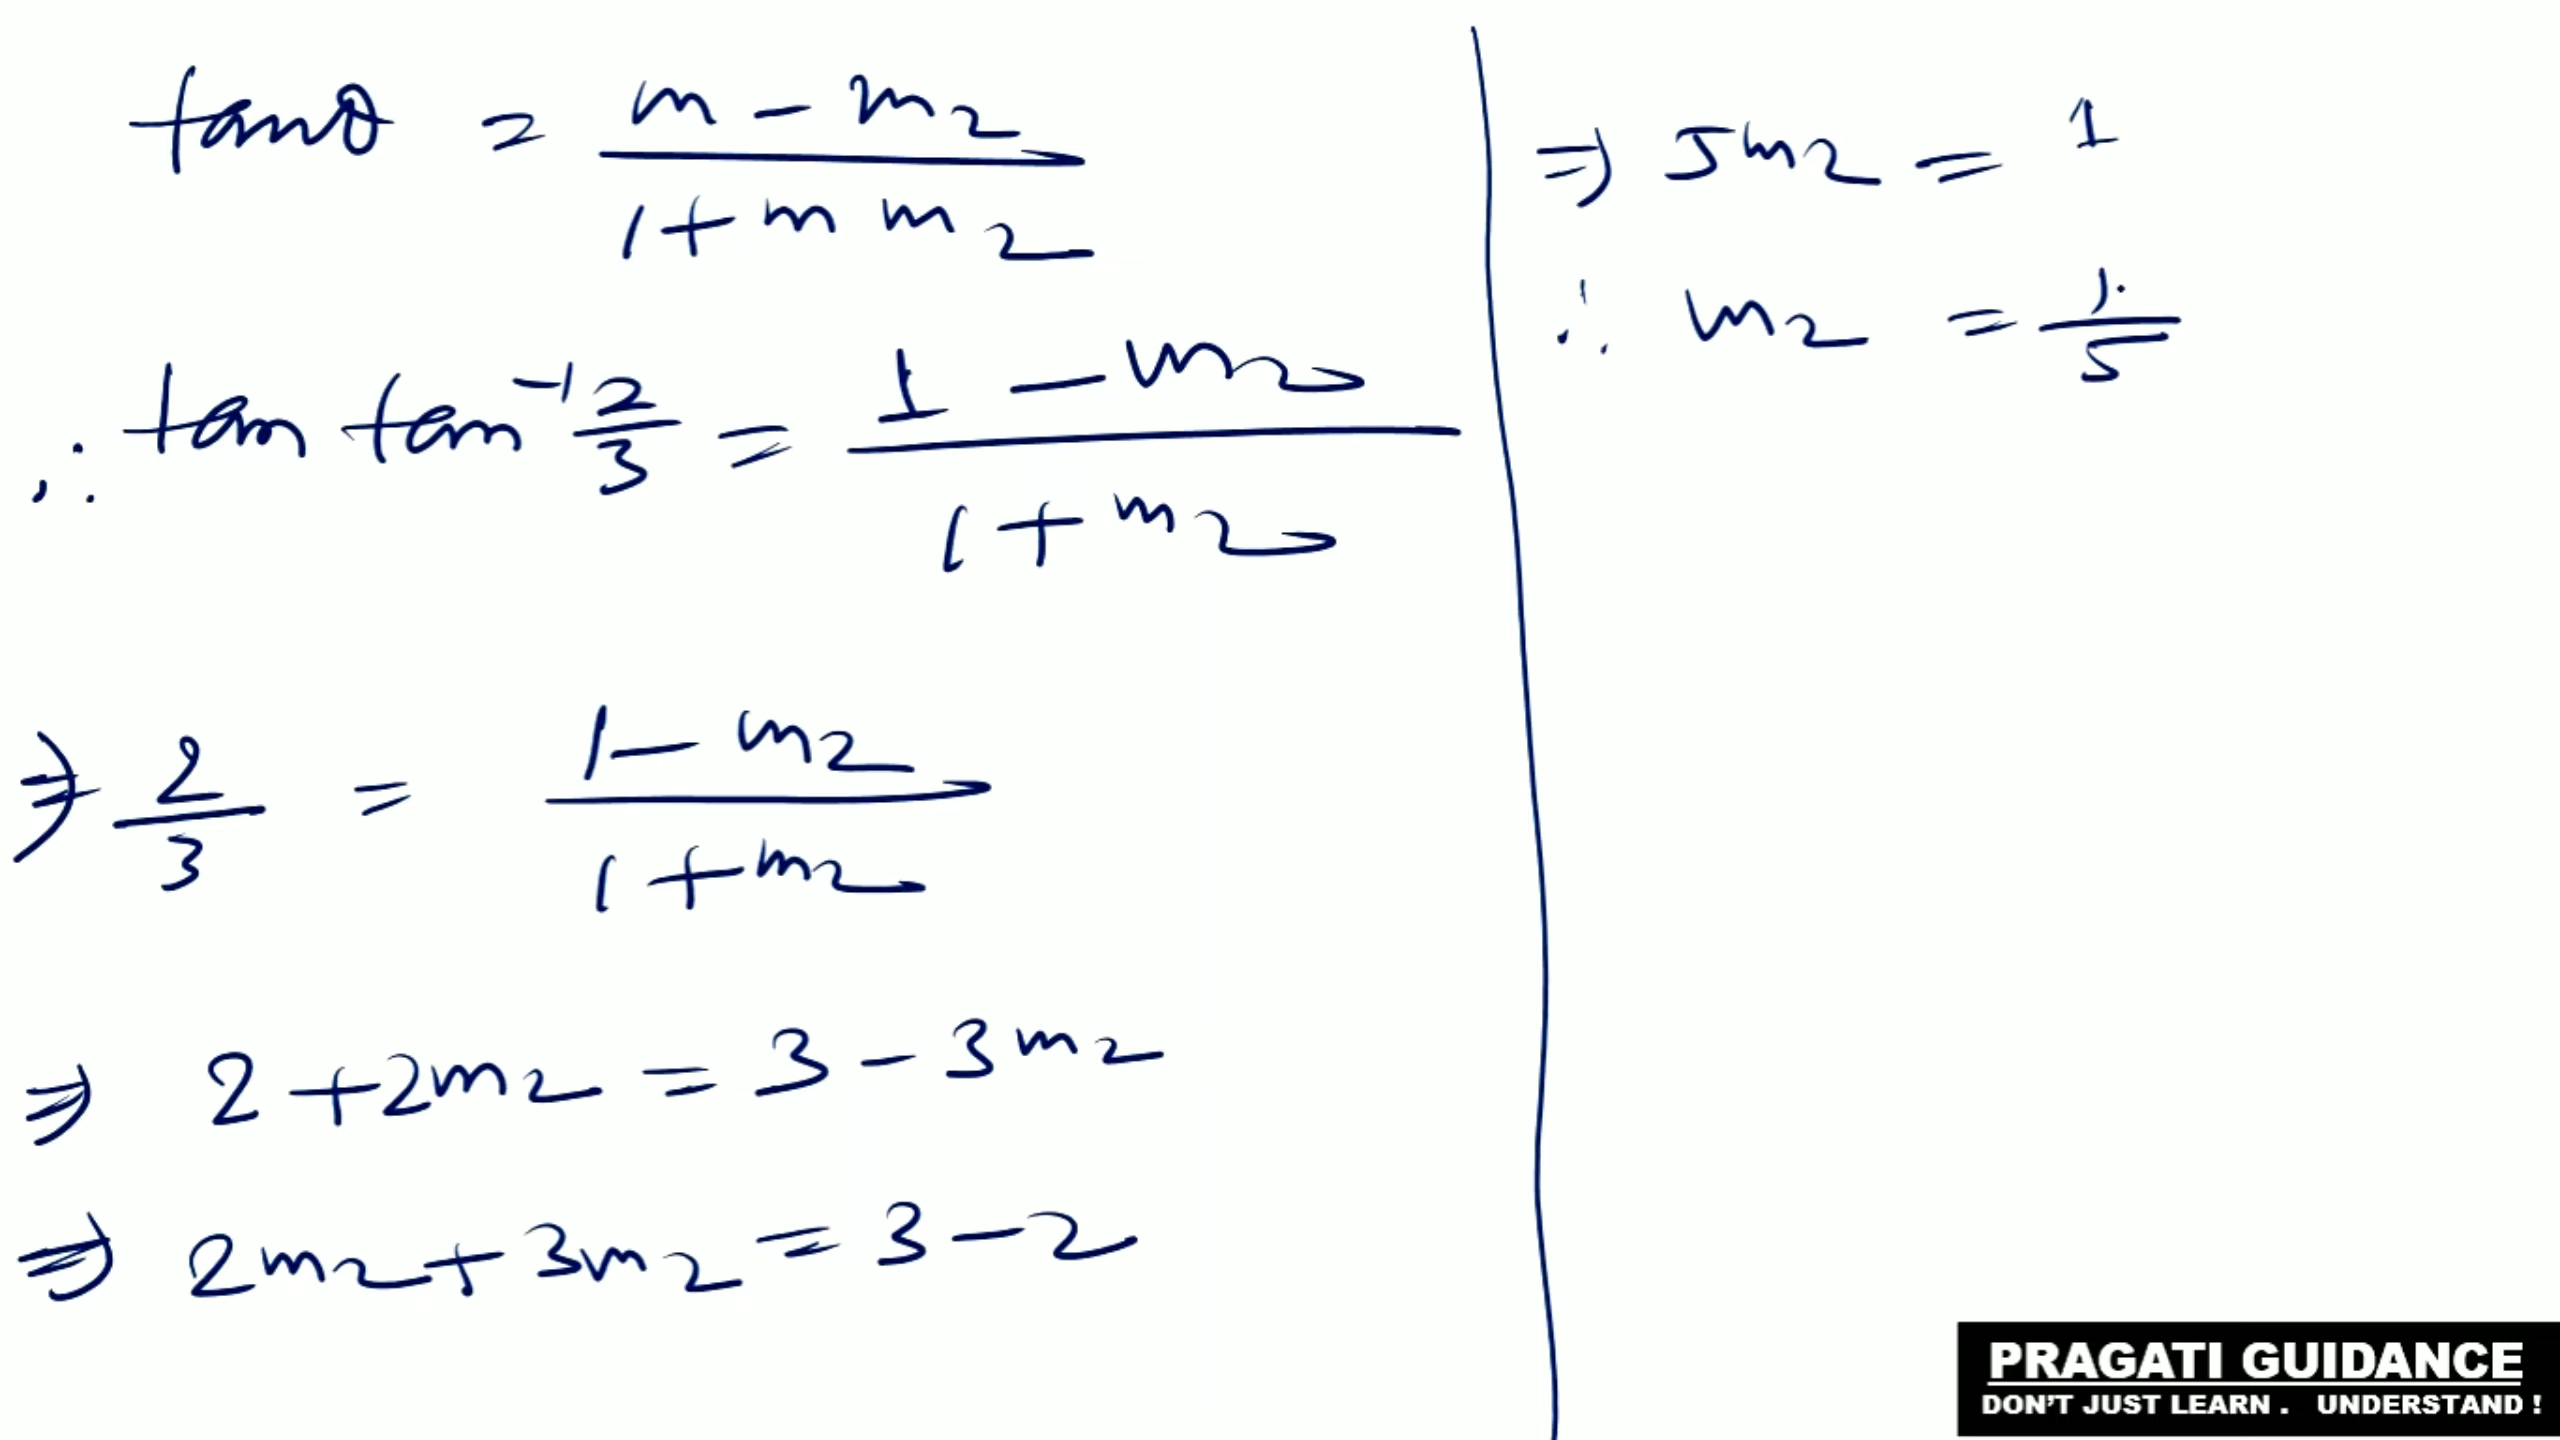 tanθ = (m - m₂) / (1 + m m₂)
∴ tan tan⁻¹ 2/3 = (1 - m₂) / (1 + m₂)
⇒ 2/3 = (1 - m₂) / (1 + m₂)
⇒ 2 + 2m₂ = 3 - 3m₂
⇒ 2m₂ + 3m₂ = 3 - 2
⇒ 5m₂ = 1
∴ m₂ = 1/5
PRAGATI GUIDANCE
DON'T JUST LEARN . UNDERSTAND !